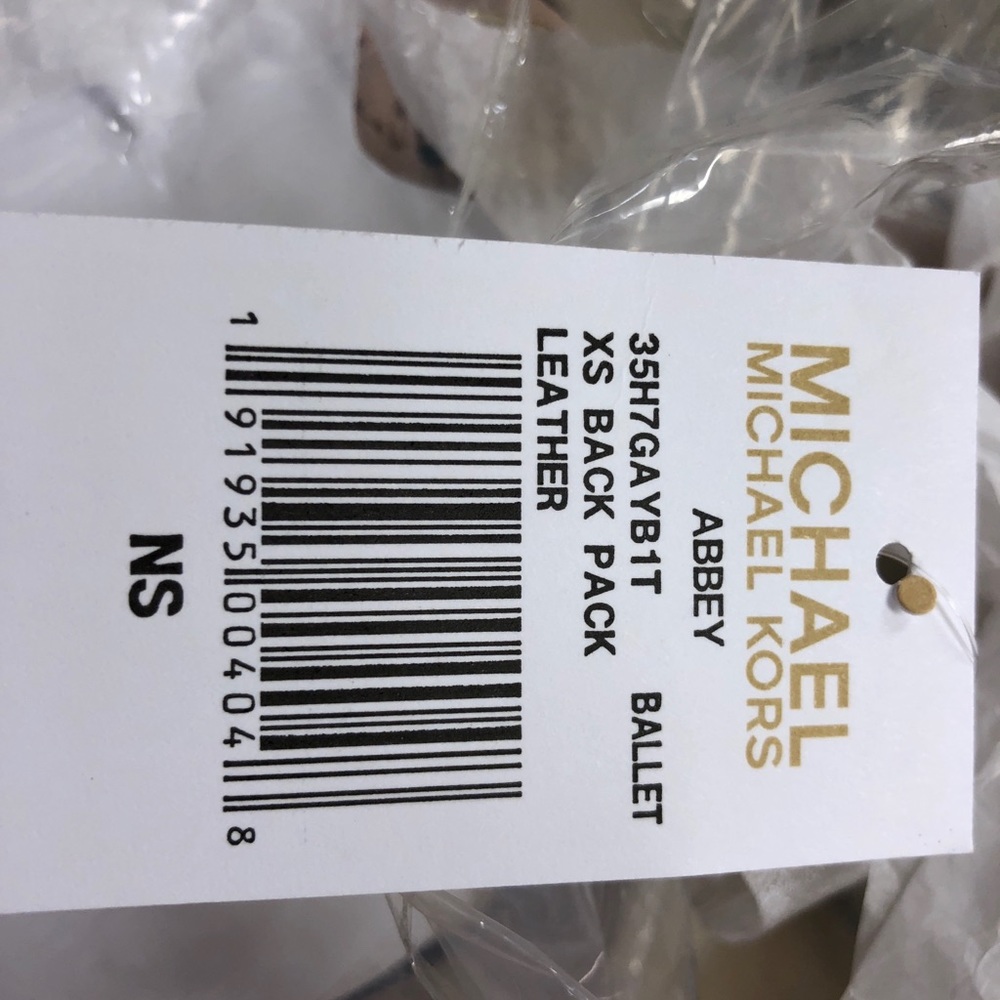 MICHAEL
MICHAEL KORS
ABBEY
35H7GAYB1T BALLET
XS BACK PACK
LEATHER
1 91935 00404 8
NS